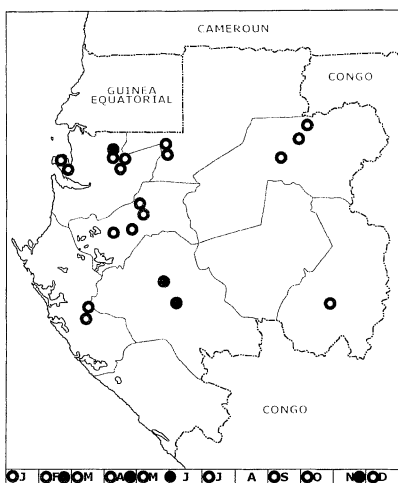 CAMEROUN
CONGO
GUINEA
EQUATORIAL
CONGO
J F M A M J J A S O N D